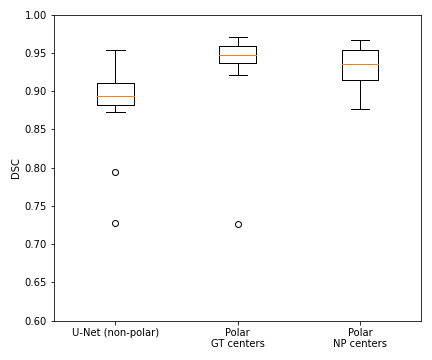 1.00
0.95
0.90
0.85
0.80
0.75
0.70
0.65
0.60
DSC
U-Net (non-polar)
Polar
GT centers
Polar
NP centers